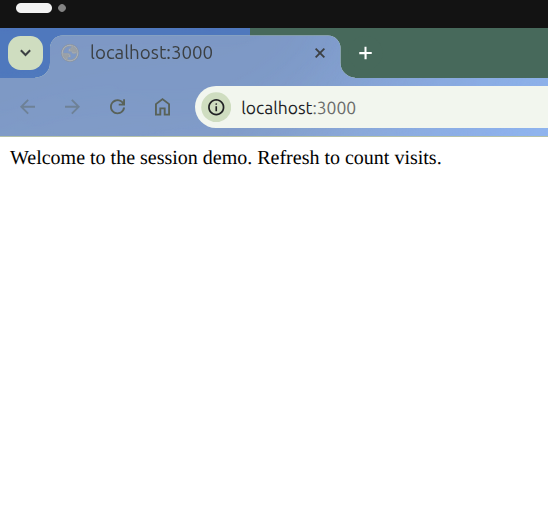 localhost:3000
localhost:3000
Welcome to the session demo. Refresh to count visits.